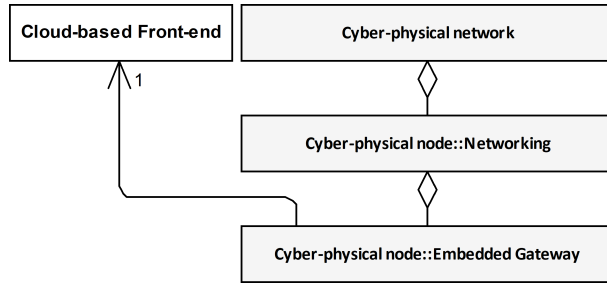 Cloud-based Front-end
Cyber-physical network
1
Cyber-physical node::Networking
Cyber-physical node::Embedded Gateway